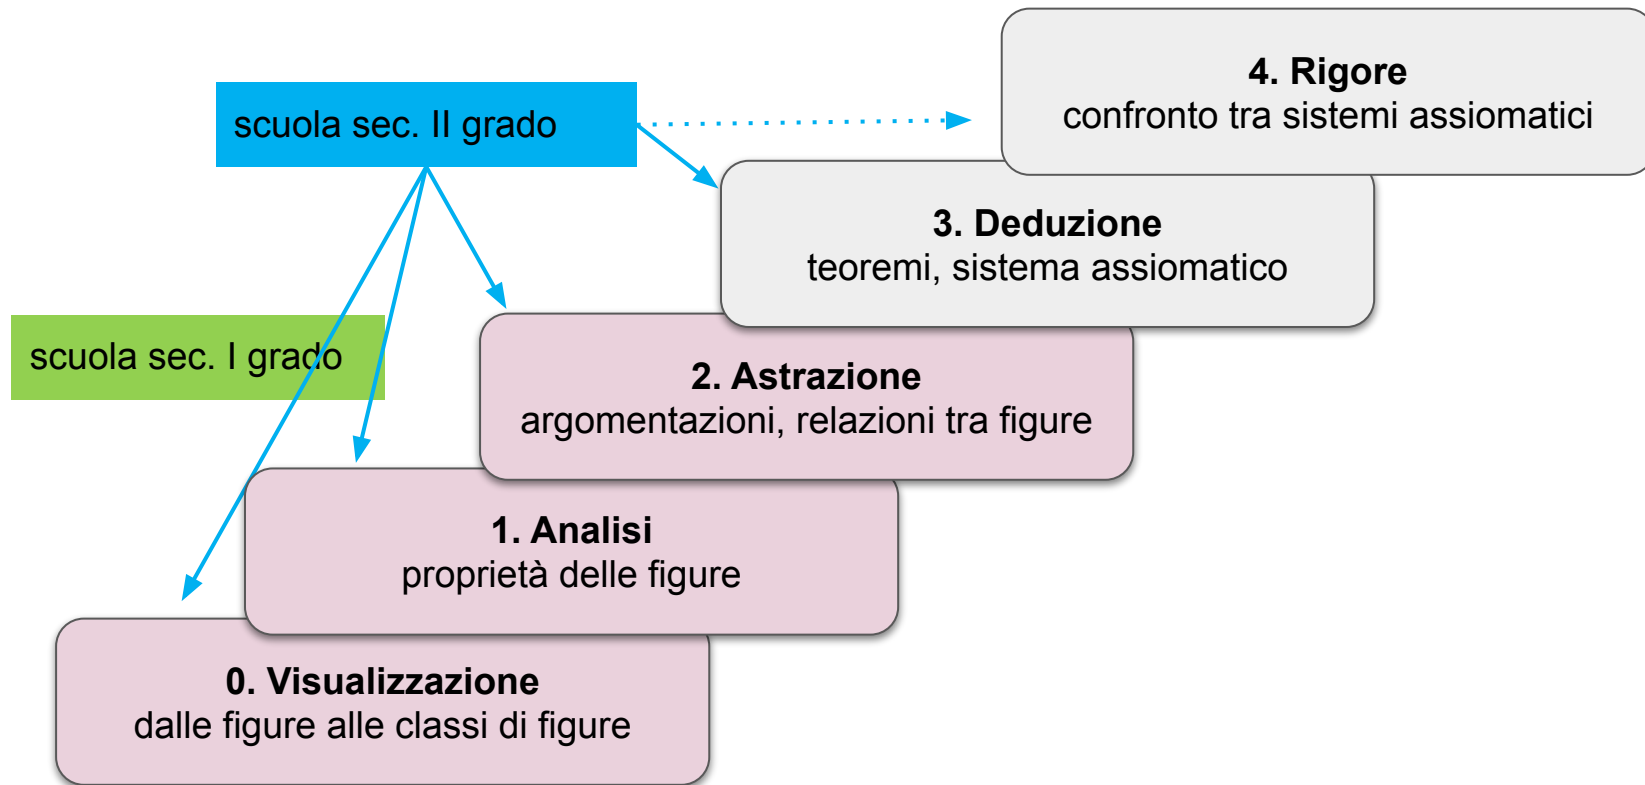 4. Rigore
confronto tra sistemi assiomatici
scuola sec. II grado
3. Deduzione
teoremi, sistema assiomatico
scuola sec. I grado
2. Astrazione
argomentazioni, relazioni tra figure
1. Analisi
proprietà delle figure
0. Visualizzazione
dalle figure alle classi di figure